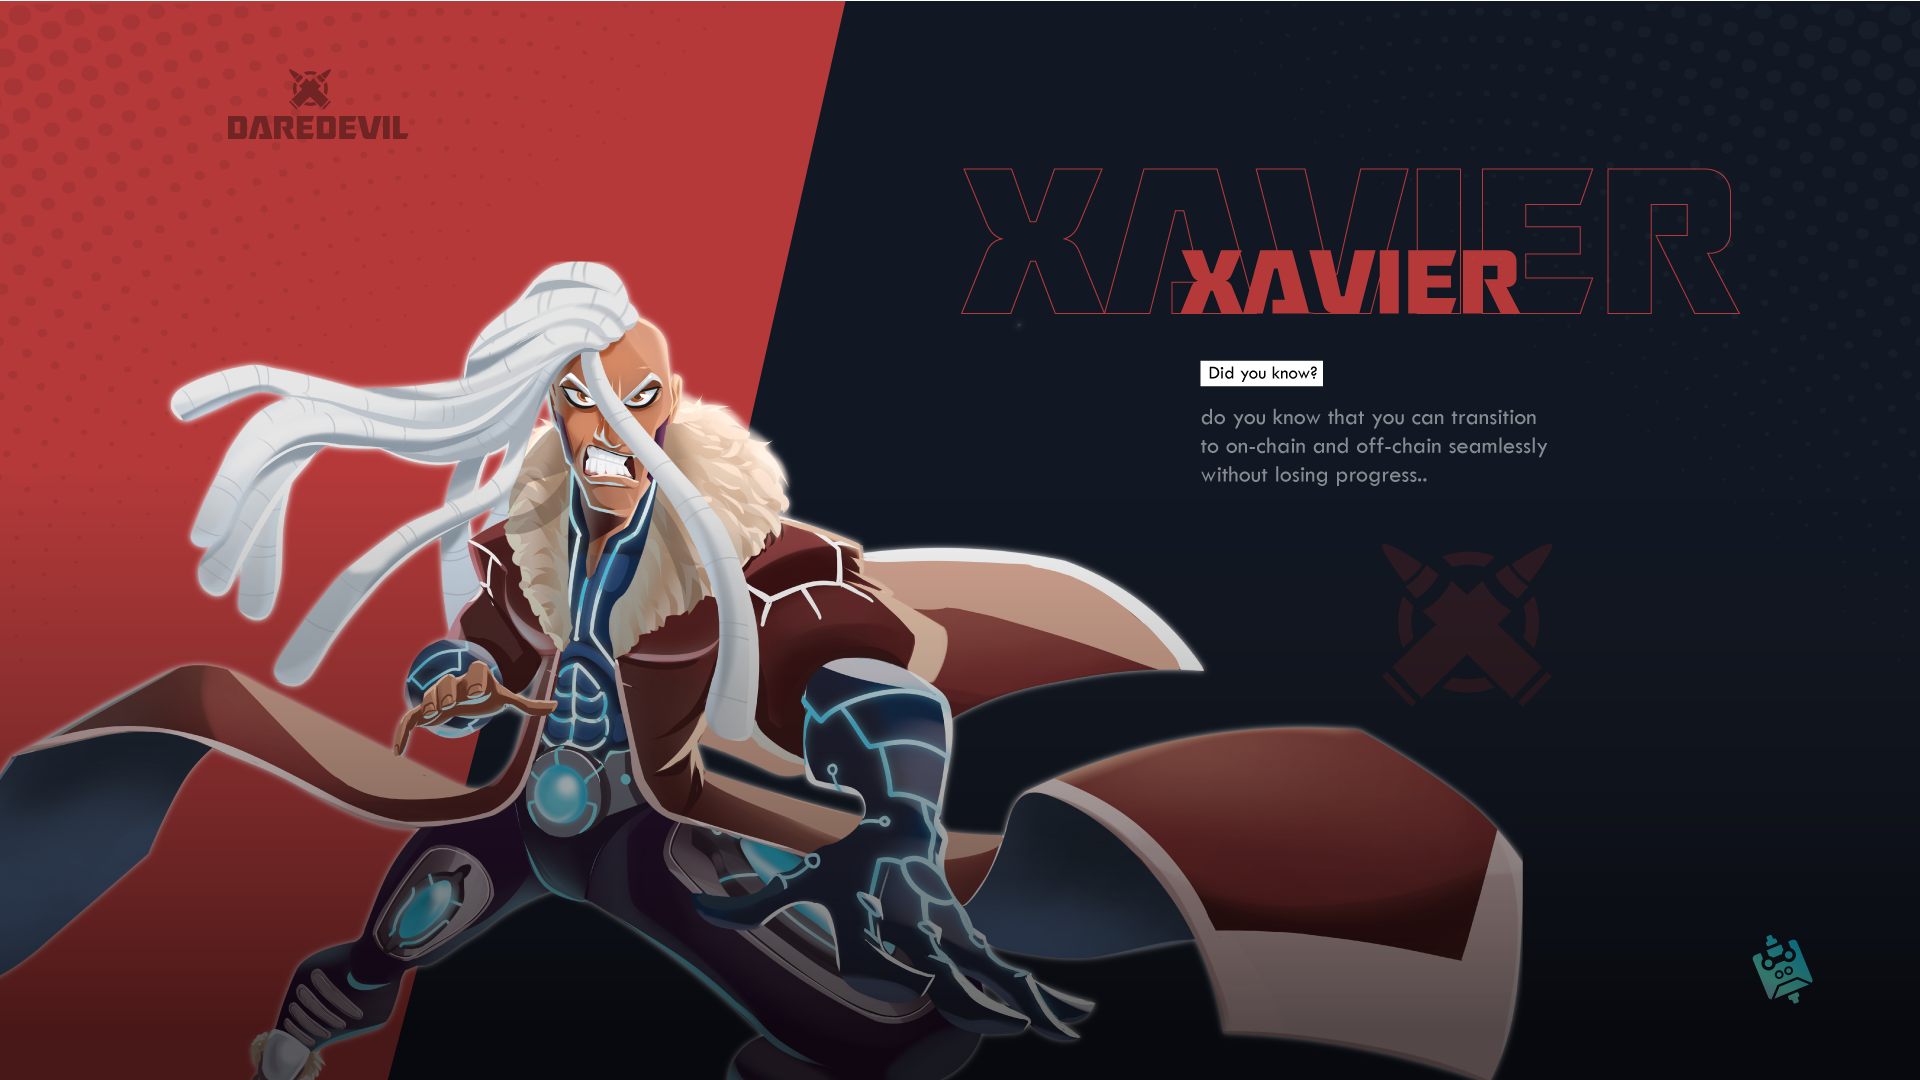 DAREDEVIL
XAVIER
XAVIER
Did you know?
do you know that you can transition
to on-chain and off-chain seamlessly
without losing progress..